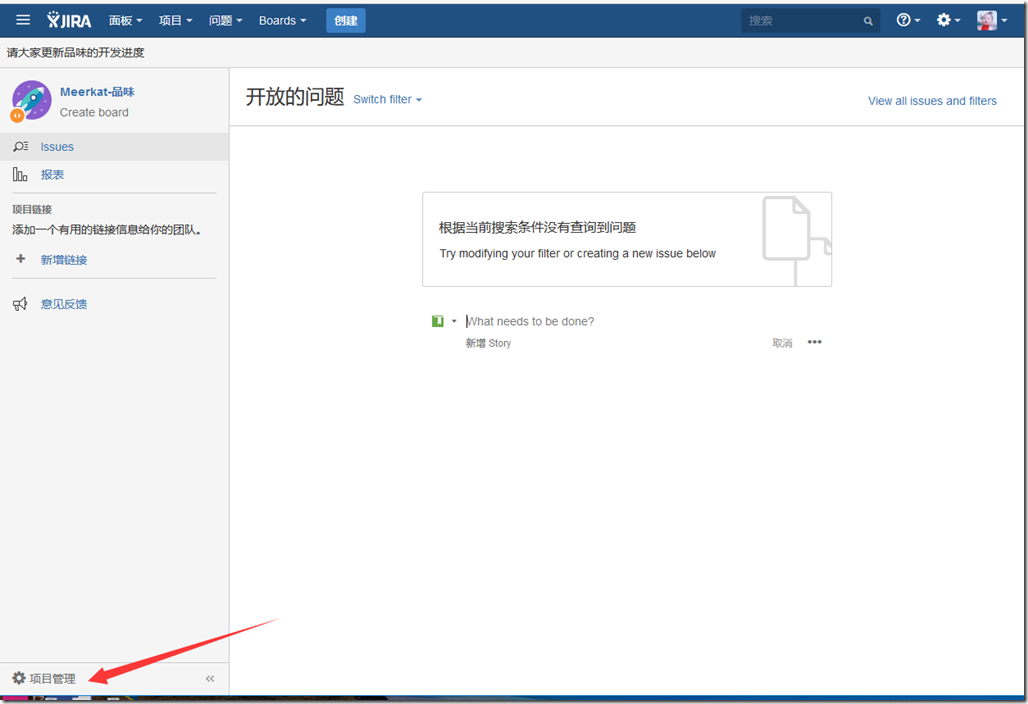 JIRA 面板 项目 问题 Boards 创建 搜索
请大家更新品味的开发进度
Meerkat-品味
Create board
Issues
报表
项目链接
添加一个有用的链接信息给你的团队。
新增链接
意见反馈
项目管理
开放的问题 Switch filter
View all issues and filters
根据当前搜索条件没有查询到问题
Try modifying your filter or creating a new issue below
What needs to be done?
新增 Story
取消